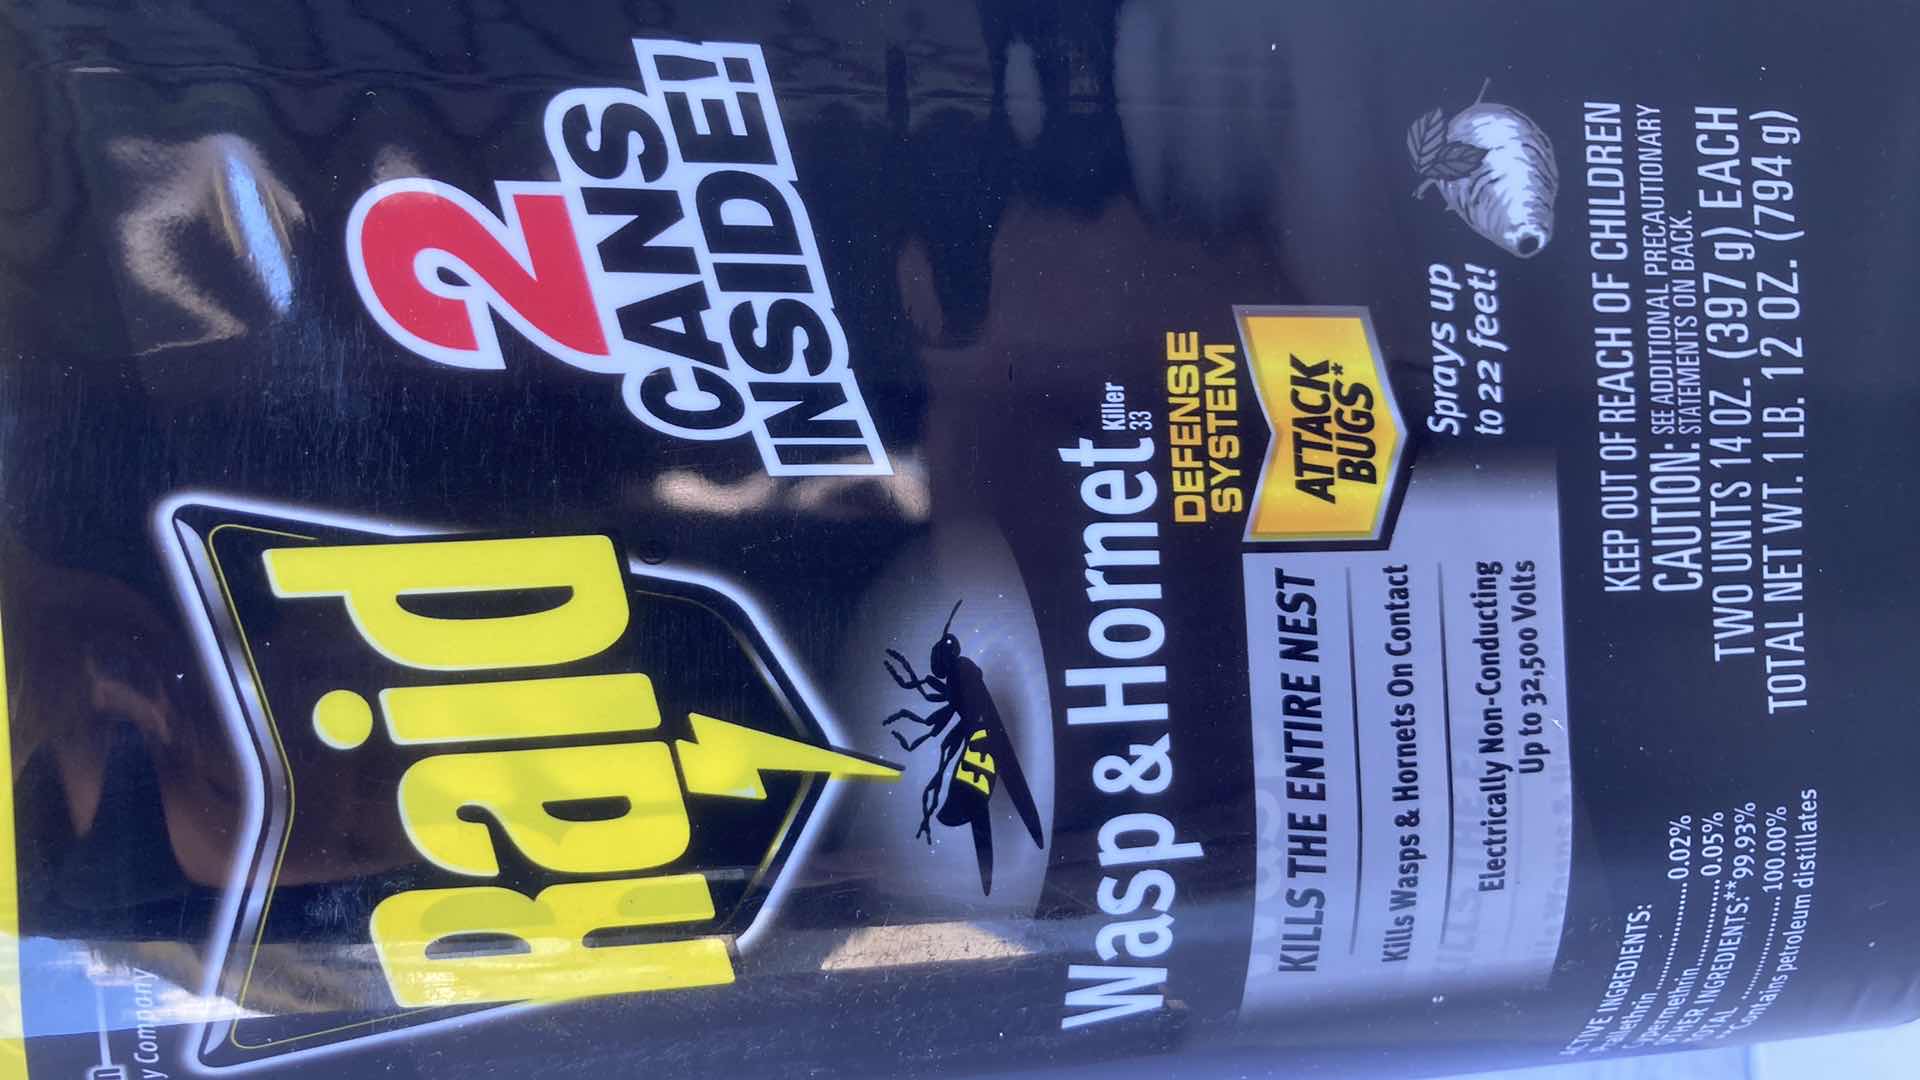 n
y Company
Raid
2
CANS
INSIDE!
Wasp & Hornet
Killer
33
DEFENSE
SYSTEM
KILLS THE ENTIRE NEST
ATTACK
BUGS*
Kills Wasps & Hornets On Contact
Electrically Non-Conducting
Up to 32,500 Volts
Sprays up
to 22 feet!
ACTIVE INGREDIENTS:
Prallethrin.................... 0.02%
Cypermethrin................ 0.05%
OTHER INGREDIENTS:** 99.93%
TOTAL ................... 100.00%
**Contains petroleum distillates
KEEP OUT OF REACH OF CHILDREN
CAUTION: SEE ADDITIONAL PRECAUTIONARY
STATEMENTS ON BACK.
TWO UNITS 14 OZ. (397 g) EACH
TOTAL NET WT. 1 LB. 12 OZ. (794 g)